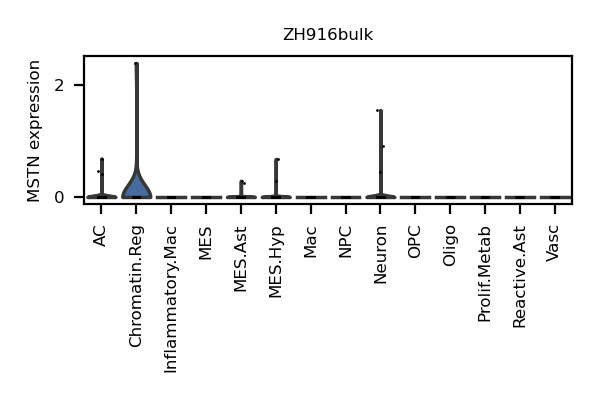 ZH916bulk
MSTN expression
2
0
AC
Chromatin.Reg
Inflammatory.Mac
MES
MES.Ast
MES.Hyp
Mac
NPC
Neuron
OPC
Oligo
Prolif.Metab
Reactive.Ast
Vasc